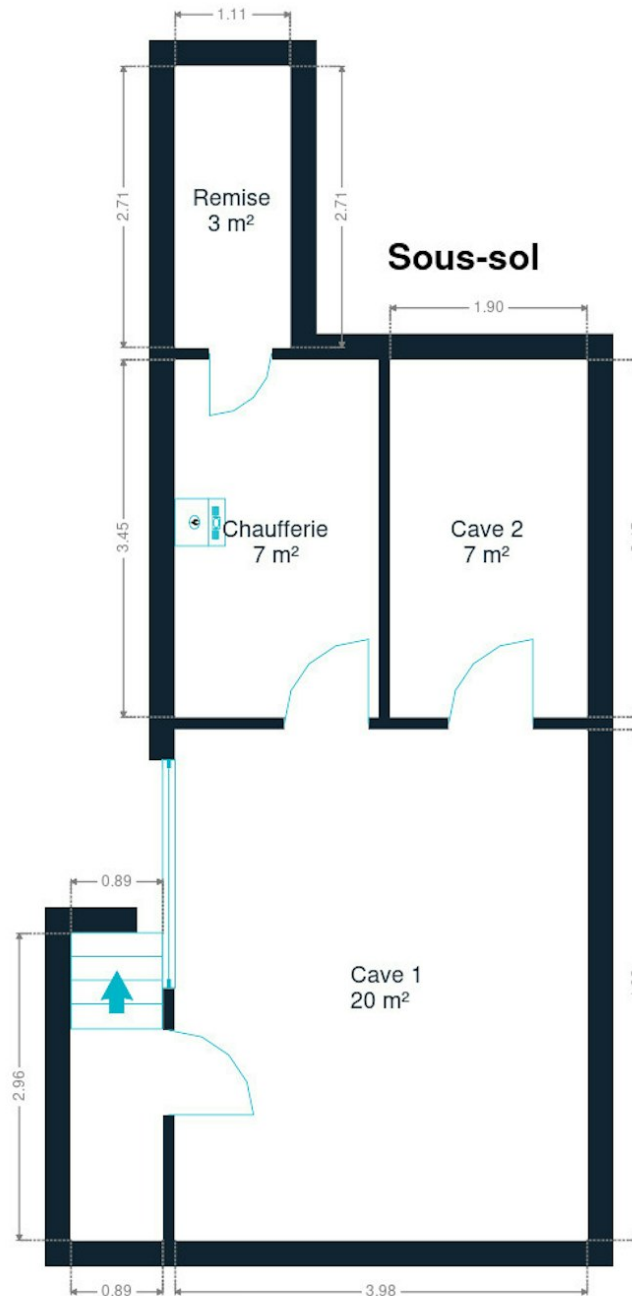 1.11
2.71
2.71
Remise
3 m²
Sous-sol
1.90
3.45
Chaufferie
7 m²
Cave 2
7 m²
0.89
Cave 1
20 m²
2.96
0.89
3.98